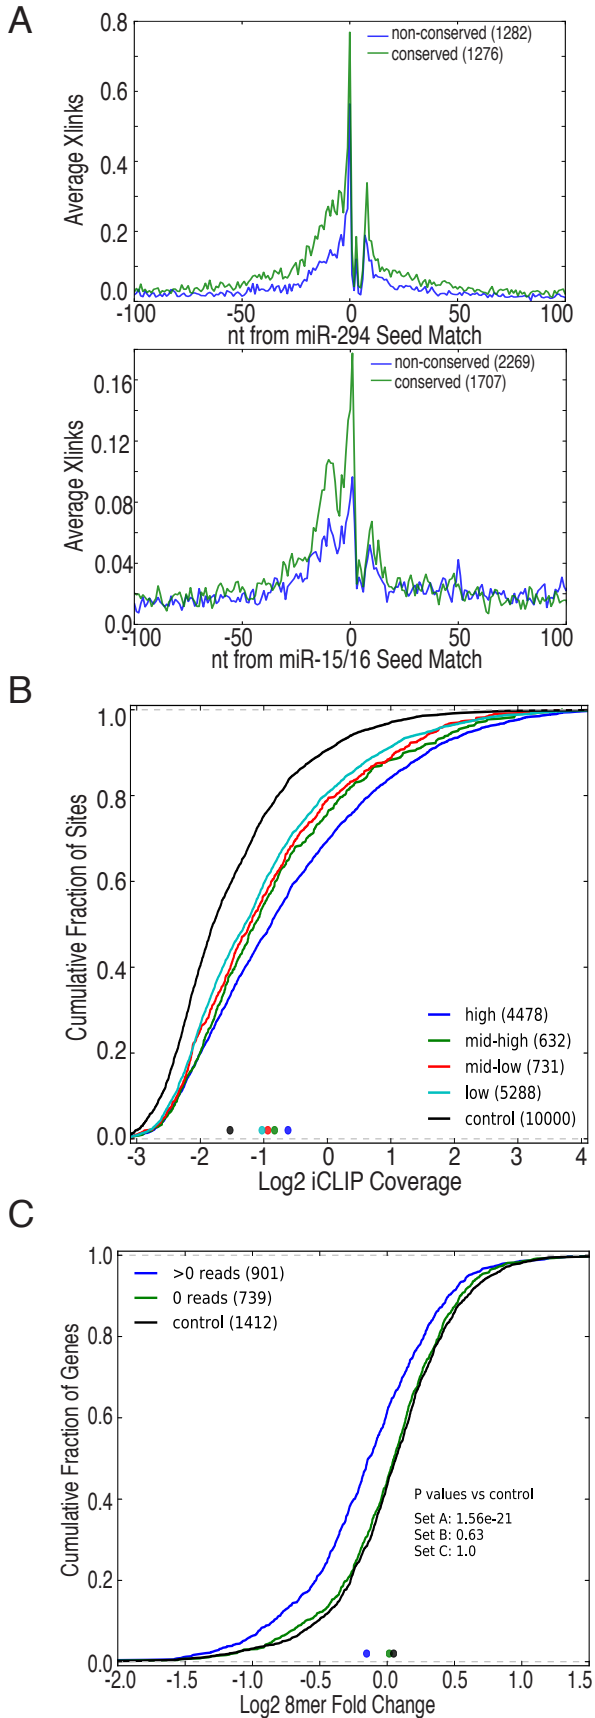 A
0.8
0.6
0.4
0.2
0.0
Average Xlinks
non-conserved (1282)
conserved (1276)
-100 -50 0 50 100
nt from miR-294 Seed Match
0.16
0.12
0.08
0.04
0.0
Average Xlinks
non-conserved (2269)
conserved (1707)
-100 -50 0 50 100
nt from miR-15/16 Seed Match
B
1.0
0.8
0.6
0.4
0.2
0.0
Cumulative Fraction of Sites
high (4478)
mid-high (632)
mid-low (731)
low (5288)
control (10000)
-3 -2 -1 0 1 2 3 4
Log2 iCLIP Coverage
C
1.0
0.8
0.6
0.4
0.2
0.0
Cumulative Fraction of Genes
>0 reads (901)
0 reads (739)
control (1412)
P values vs control
Set A: 1.56e-21
Set B: 0.63
Set C: 1.0
-2.0 -1.5 -1.0 -0.5 0.0 0.5 1.0 1.5
Log2 8mer Fold Change